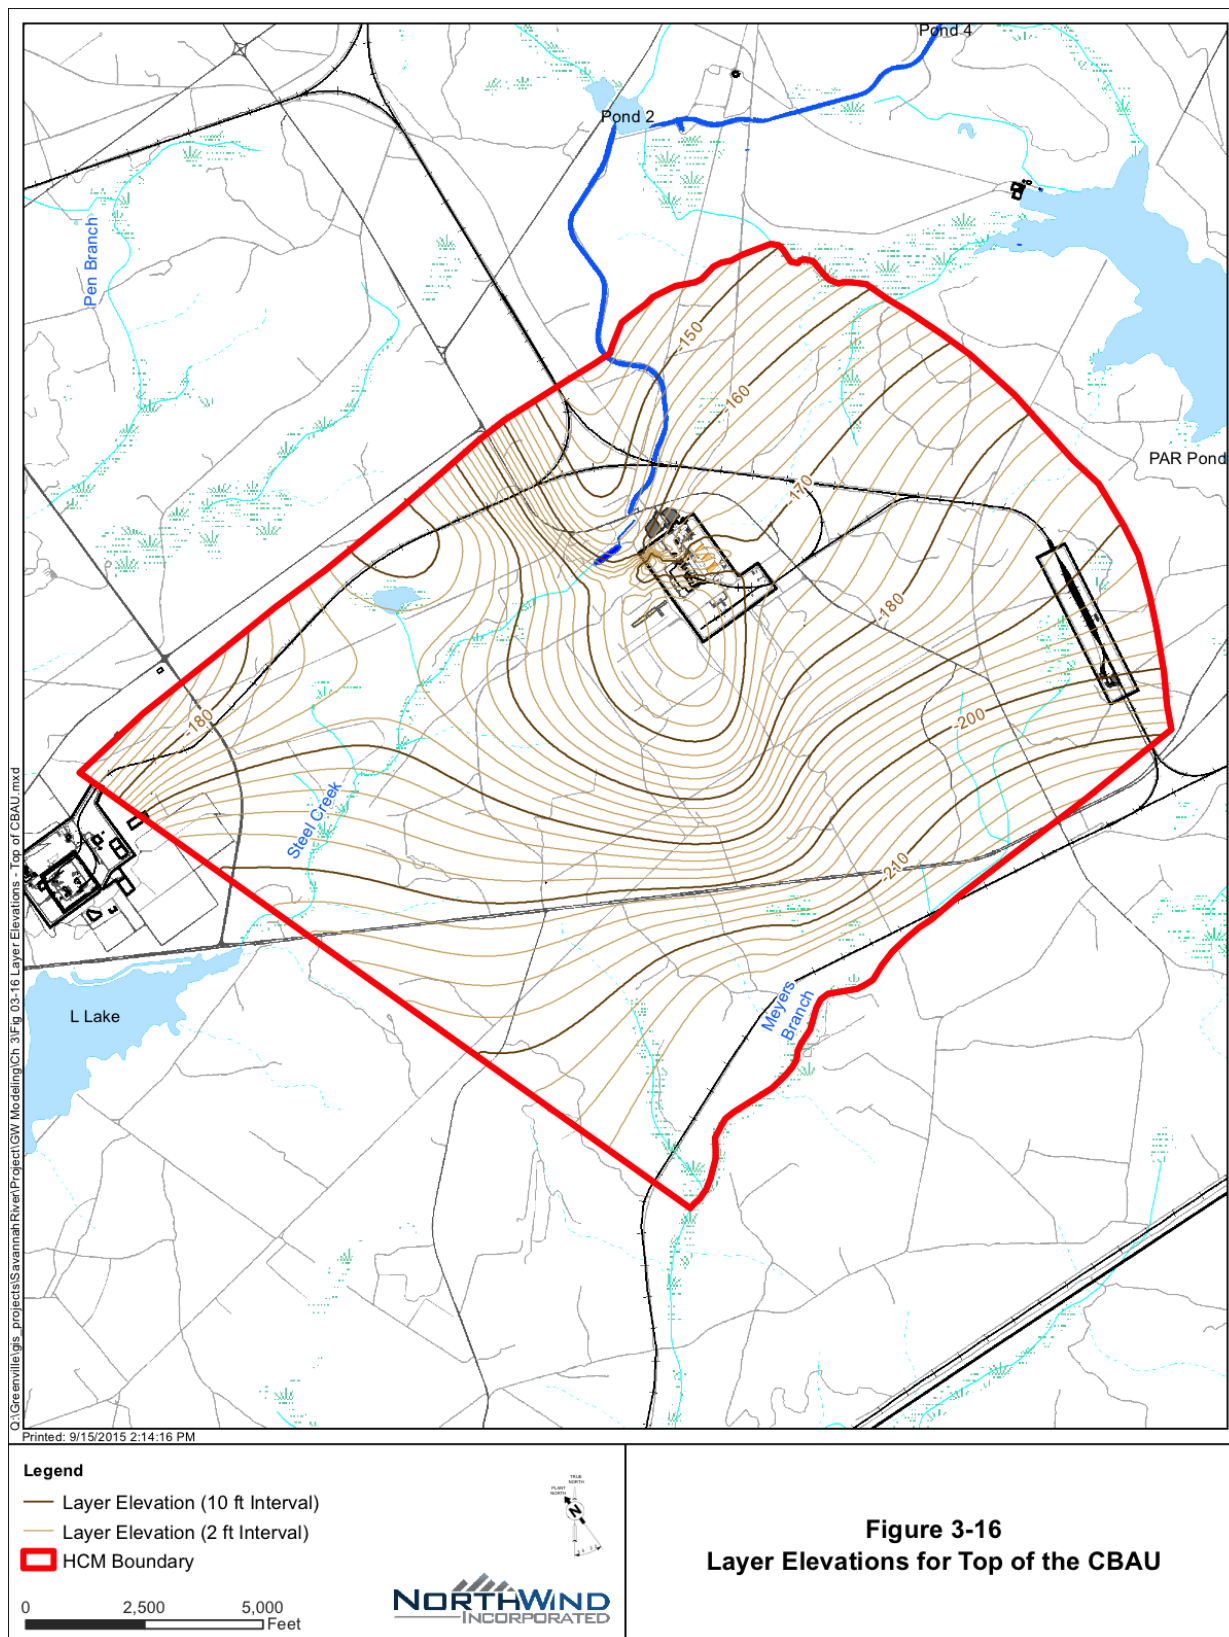 Pond 4
Pond 2
Pen Branch
-150
-160
PAR Pond
-170
-180
-200
-180
Steel Creek
-210
Meyers
Branch
L Lake
Q:\Greenville\gis_projects\SavannahRiver\Project\GW Modeling\Ch 3\Fig 03-16 Layer Elevations - Top of CBAU.mxd
Printed: 9/15/2015 2:14:16 PM
Legend
Layer Elevation (10 ft Interval)
Layer Elevation (2 ft Interval)
HCM Boundary
0 2,500 5,000
Feet
TRUE
NORTH
PLANT
NORTH
N
NORTHWIND
INCORPORATED
Figure 3-16
Layer Elevations for Top of the CBAU